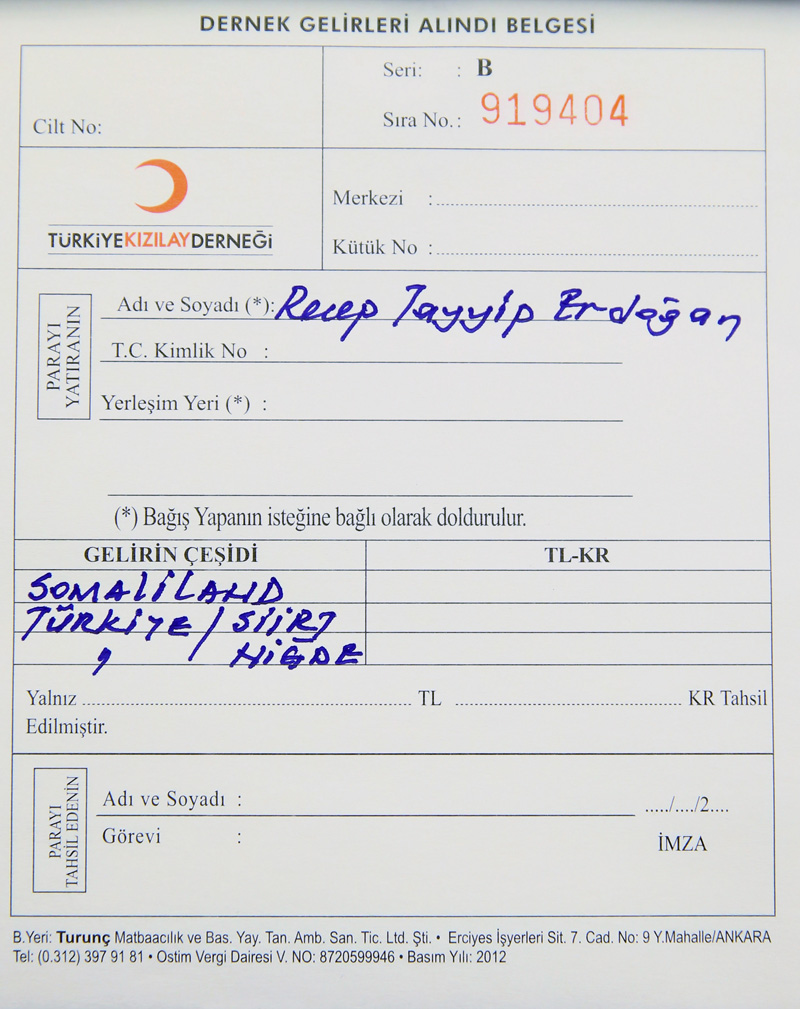 DERNEK GELİRLERİ ALINDI BELGESİ
Seri: : B
Cilt No:
Sıra No.: 919404
TÜRKİYEKIZILAYDERNEĞİ
Merkezi :
Kütük No :
PARAYI YATIRANIN
Adı ve Soyadı (*): Recep Tayyip Erdoğan
T.C. Kimlik No :
Yerleşim Yeri (*) :
(*) Bağış Yapanın isteğine bağlı olarak doldurulur.
GELİRİN ÇEŞİDİ TL-KR
SOMALİLAND
TÜRKİYE / SİİRT
" / NİĞDE
Yalnız ........ TL ........ KR Tahsil
Edilmiştir.
PARAYI TAHSİL EDENİN
Adı ve Soyadı : ...../..../2....
Görevi : İMZA
B.Yeri: Turunç Matbaacılık ve Bas. Yay. Tan. Amb. San. Tic. Ltd. Şti. • Erciyes İşyerleri Sit. 7. Cad. No: 9 Y.Mahalle/ANKARA
Tel: (0.312) 397 91 81 • Ostim Vergi Dairesi V. NO: 8720599946 • Basım Yılı: 2012